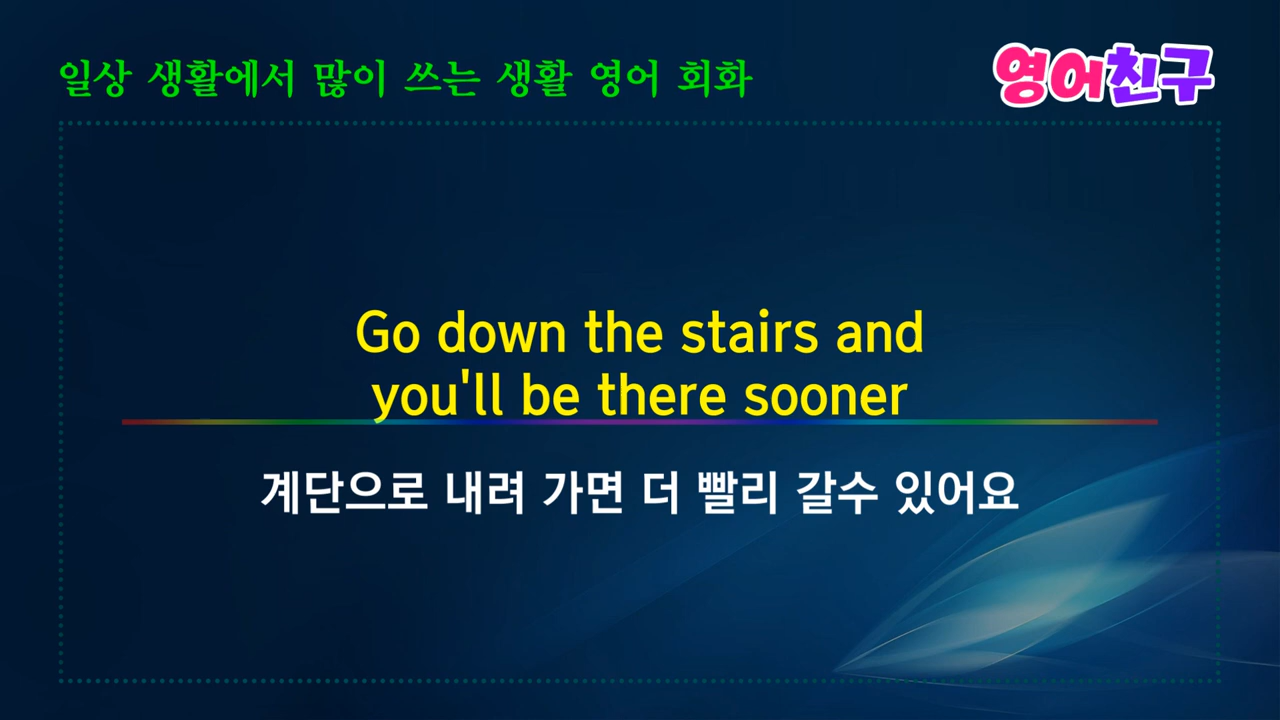 일상 생활에서 많이 쓰는 생활 영어 회화
영어친구
Go down the stairs and
you'll be there sooner
계단으로 내려 가면 더 빨리 갈수 있어요